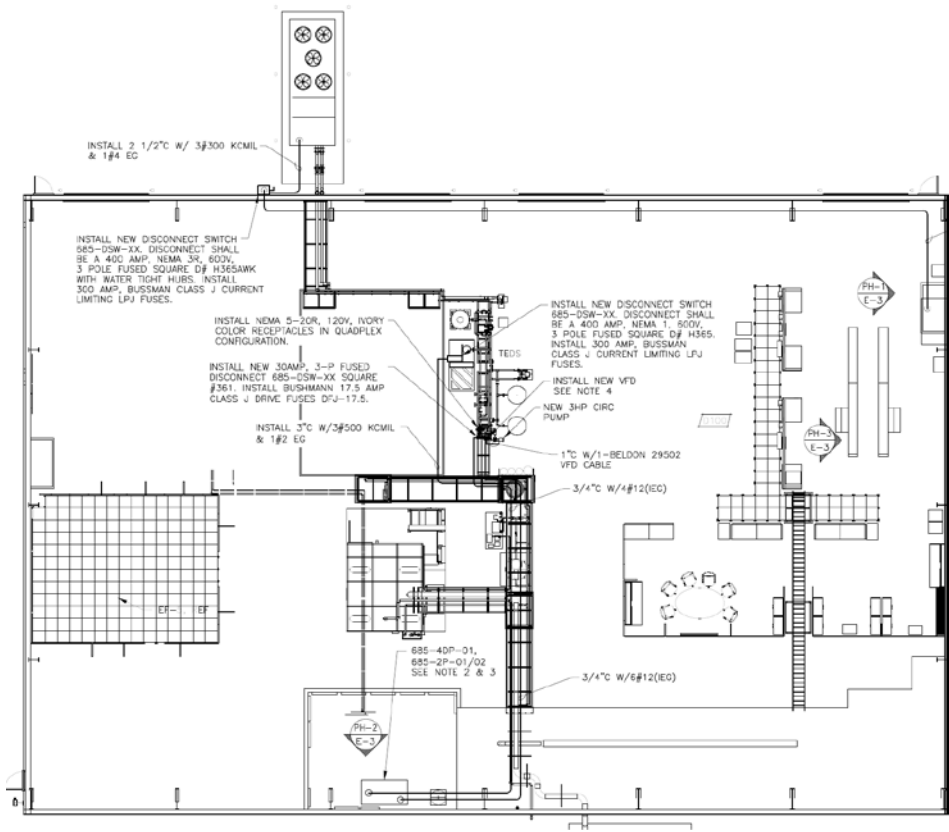 INSTALL 2 1/2"C W/ 3#300 KCMIL
& 1#4 EG
INSTALL NEW DISCONNECT SWITCH
685-DSW-XX. DISCONNECT SHALL
BE A 400 AMP, NEMA 3R, 600V,
3 POLE FUSED SQUARE D# H365AWK
WITH WATER TIGHT HUBS. INSTALL
300 AMP, BUSSMAN CLASS J CURRENT
LIMITING LPJ FUSES.
INSTALL NEMA 5-20R, 120V, IVORY
COLOR RECEPTACLES IN QUADPLEX
CONFIGURATION.
INSTALL NEW 30AMP, 3-P FUSED
DISCONNECT 685-DSW-XX SQUARE
#361. INSTALL BUSHMANN 17.5 AMP
CLASS J DRIVE FUSES DFJ-17.5.
INSTALL 3"C W/3#500 KCMIL
& 1#2 EG
INSTALL NEW DISCONNECT SWITCH
685-DSW-XX. DISCONNECT SHALL
BE A 400 AMP, NEMA 1, 600V,
3 POLE FUSED SQUARE D# H365.
INSTALL 300 AMP, BUSSMAN
CLASS J CURRENT LIMITING LPJ
FUSES.
TEDS
INSTALL NEW VFD
SEE NOTE 4
NEW 3HP CIRC
PUMP
1"C W/1-BELDON 29502
VFD CABLE
3/4"C W/4#12(IEG)
PH-1
E-3
0100
PH-3
E-3
685-4DP-01,
685-2P-01/02
SEE NOTE 2 & 3
3/4"C W/6#12(IEG)
PH-2
E-3